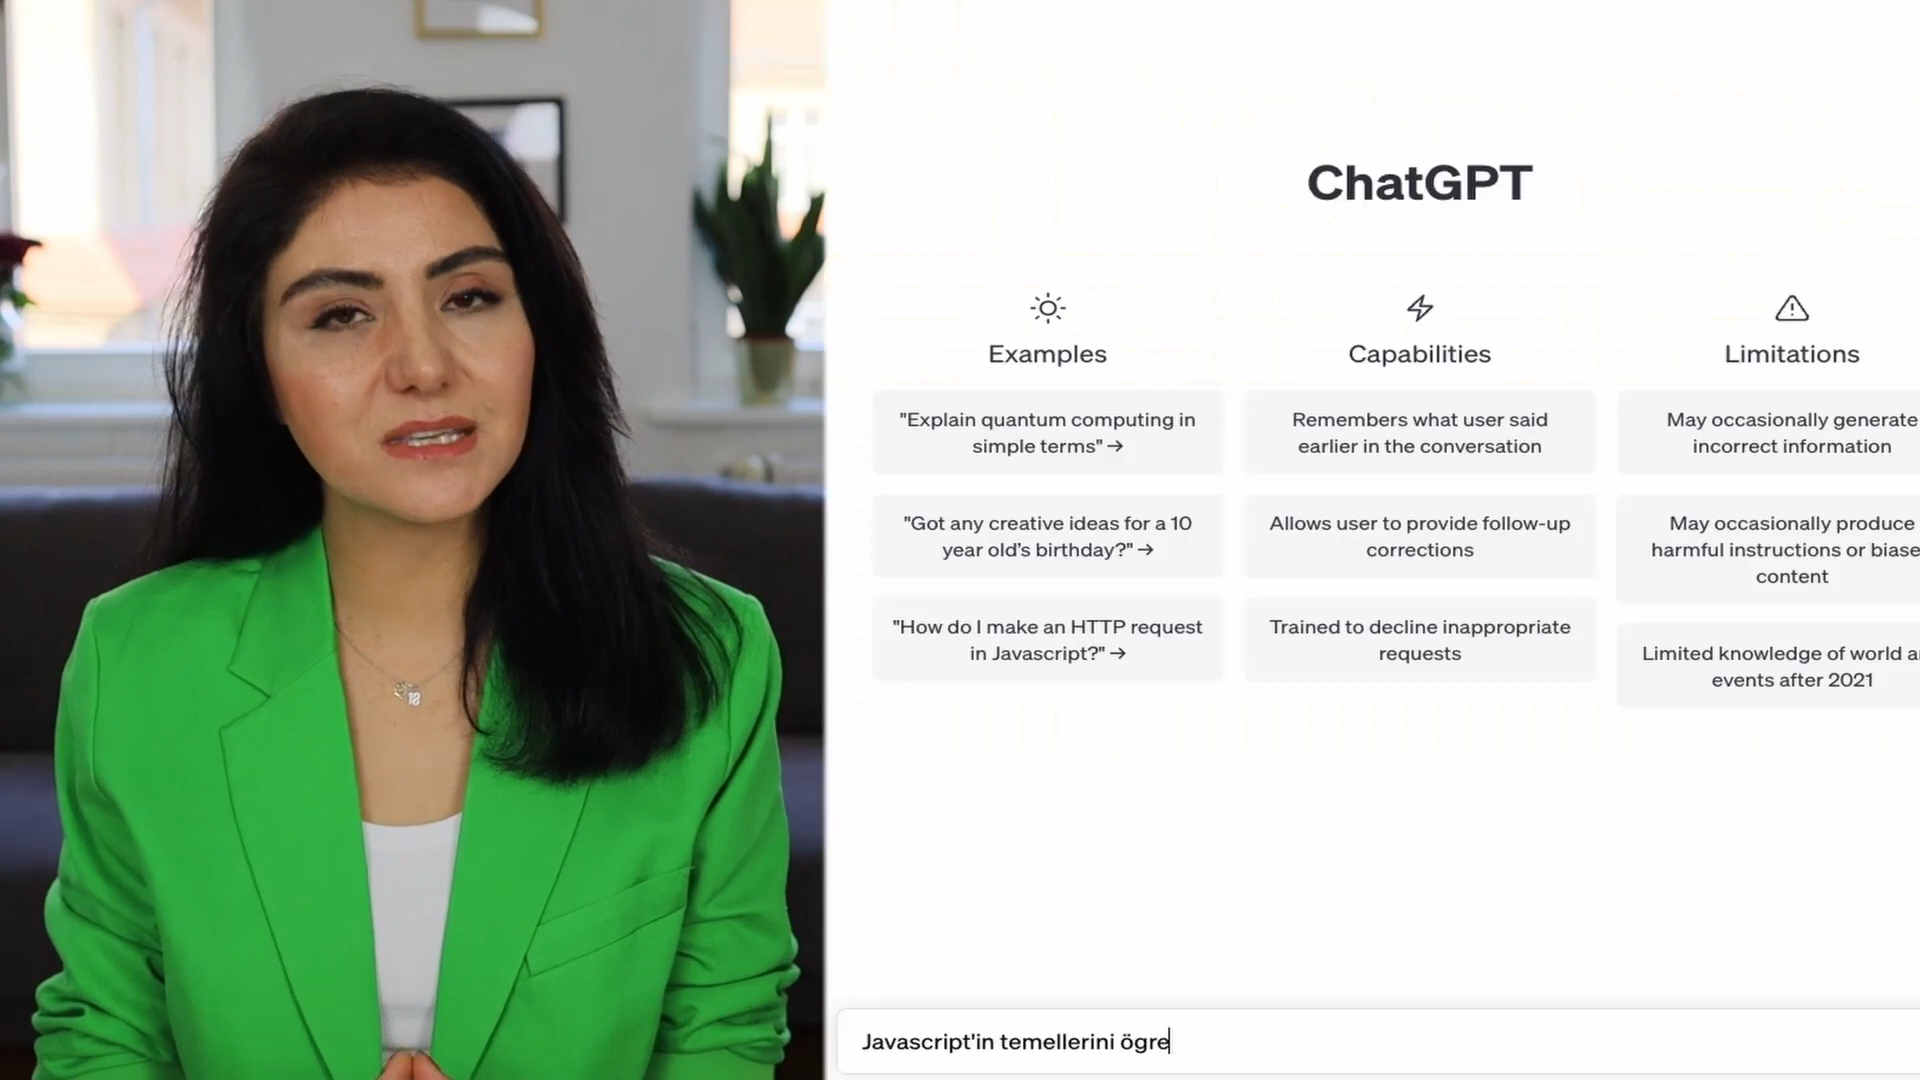 ChatGPT
Examples
"Explain quantum computing in
simple terms" →
"Got any creative ideas for a 10
year old's birthday?" →
"How do I make an HTTP request
in Javascript?" →
Capabilities
Remembers what user said
earlier in the conversation
Allows user to provide follow-up
corrections
Trained to decline inappropriate
requests
Limitations
May occasionally generate
incorrect information
May occasionally produce
harmful instructions or biase
content
Limited knowledge of world a
events after 2021
Javascript'in temellerini ögre